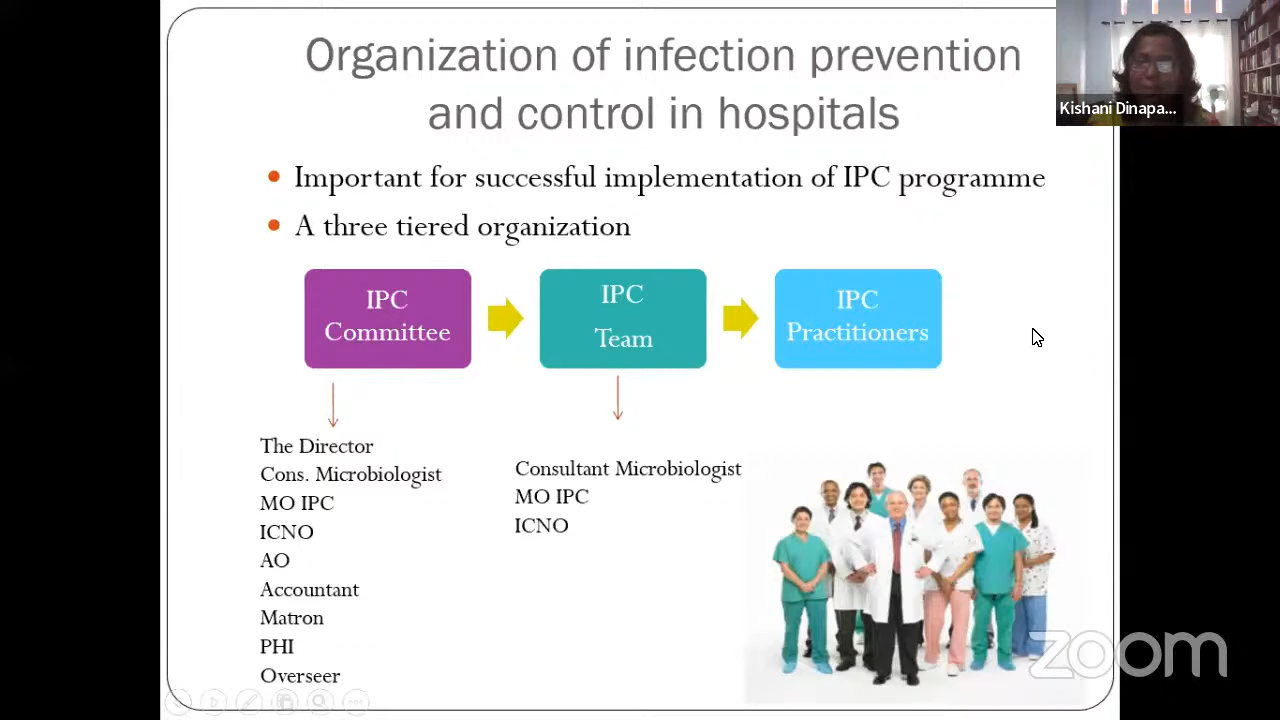 Organization of infection prevention
and control in hospitals
Kishani Dinapa...
• Important for successful implementation of IPC programme
• A three tiered organization
IPC
Committee
IPC
Team
IPC
Practitioners
The Director
Cons. Microbiologist
MO IPC
ICNO
AO
Accountant
Matron
PHI
Overseer
Consultant Microbiologist
MO IPC
ICNO
zoom